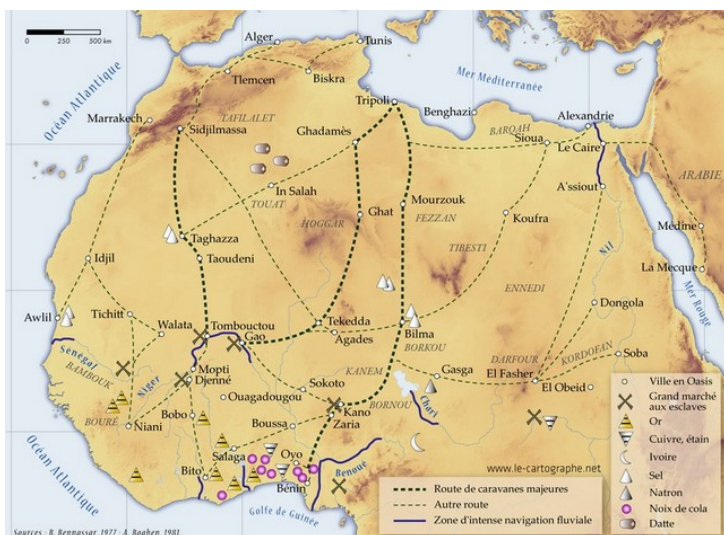 0 250 500 km
Alger
Tunis
Océan Atlantique
Tlemcen
Biskra
Mer Méditerranée
Tripoli
Benghazi
Alexandrie
Marrakech
TAFILALET
Sidjilmassa
Ghadamès
BARQAH
Sioua
Le Caire
ARABIE
In Salah
TOUAT
A'ssiout
HOGGAR
Ghat
Mourzouk
FEZZAN
Koufra
Médine
Taghazza
TIBESTI
Idjil
Taoudeni
Nil
La Mecque
ENNEDI
Mer Rouge
Awlil
Tichitt
Walata
Tombouctou
Gao
Tekedda
Agades
Bilma
BORKOU
Dongola
Sénégal
BAMBOUK
Niger
Mopti
Djenné
KANEM
Gasga
DARFOUR
KORDOFAN
Soba
El Fasher
El Obeid
Sokoto
Ouagadougou
Kano
Zaria
BORNOU
Chari
BOURÉ
Niani
Bobo
Boussa
Salaga
Oyo
Bito
Bénin
Benoue
Océan Atlantique
Golfe de Guinée
www.le-cartographe.net
Route de caravanes majeures
Autre route
Zone d'intense navigation fluviale
Ville en Oasis
Grand marché
aux esclaves
Or
Cuivre, étain
Ivoire
Sel
Natron
Noix de cola
Datte
Sources : B. Bennassar, 1977 - A. Boahen, 1981